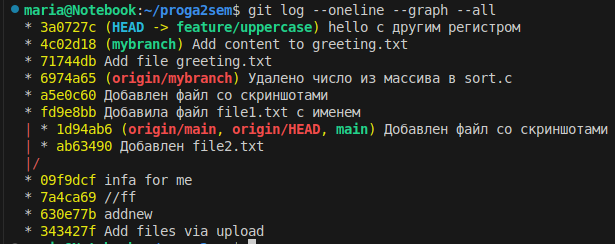 maria@Notebook:~/proga2sem$ git log --oneline --graph --all
* 3a0727c (HEAD -> feature/uppercase) hello с другим регистром
* 4c02d18 (mybranch) Add content to greeting.txt
* 71744db Add file greeting.txt
* 6974a65 (origin/mybranch) Удалено число из массива в sort.c
* a5e0c60 Добавлен файл со скриншотами
* fd9e8bb Добавила файл file1.txt с именем
| * 1d94ab6 (origin/main, origin/HEAD, main) Добавлен файл со скриншотами
| * ab63490 Добавлен file2.txt
|/
* 09f9dcf infa for me
* 7a4ca69 //ff
* 630e77b addnew
* 343427f Add files via upload